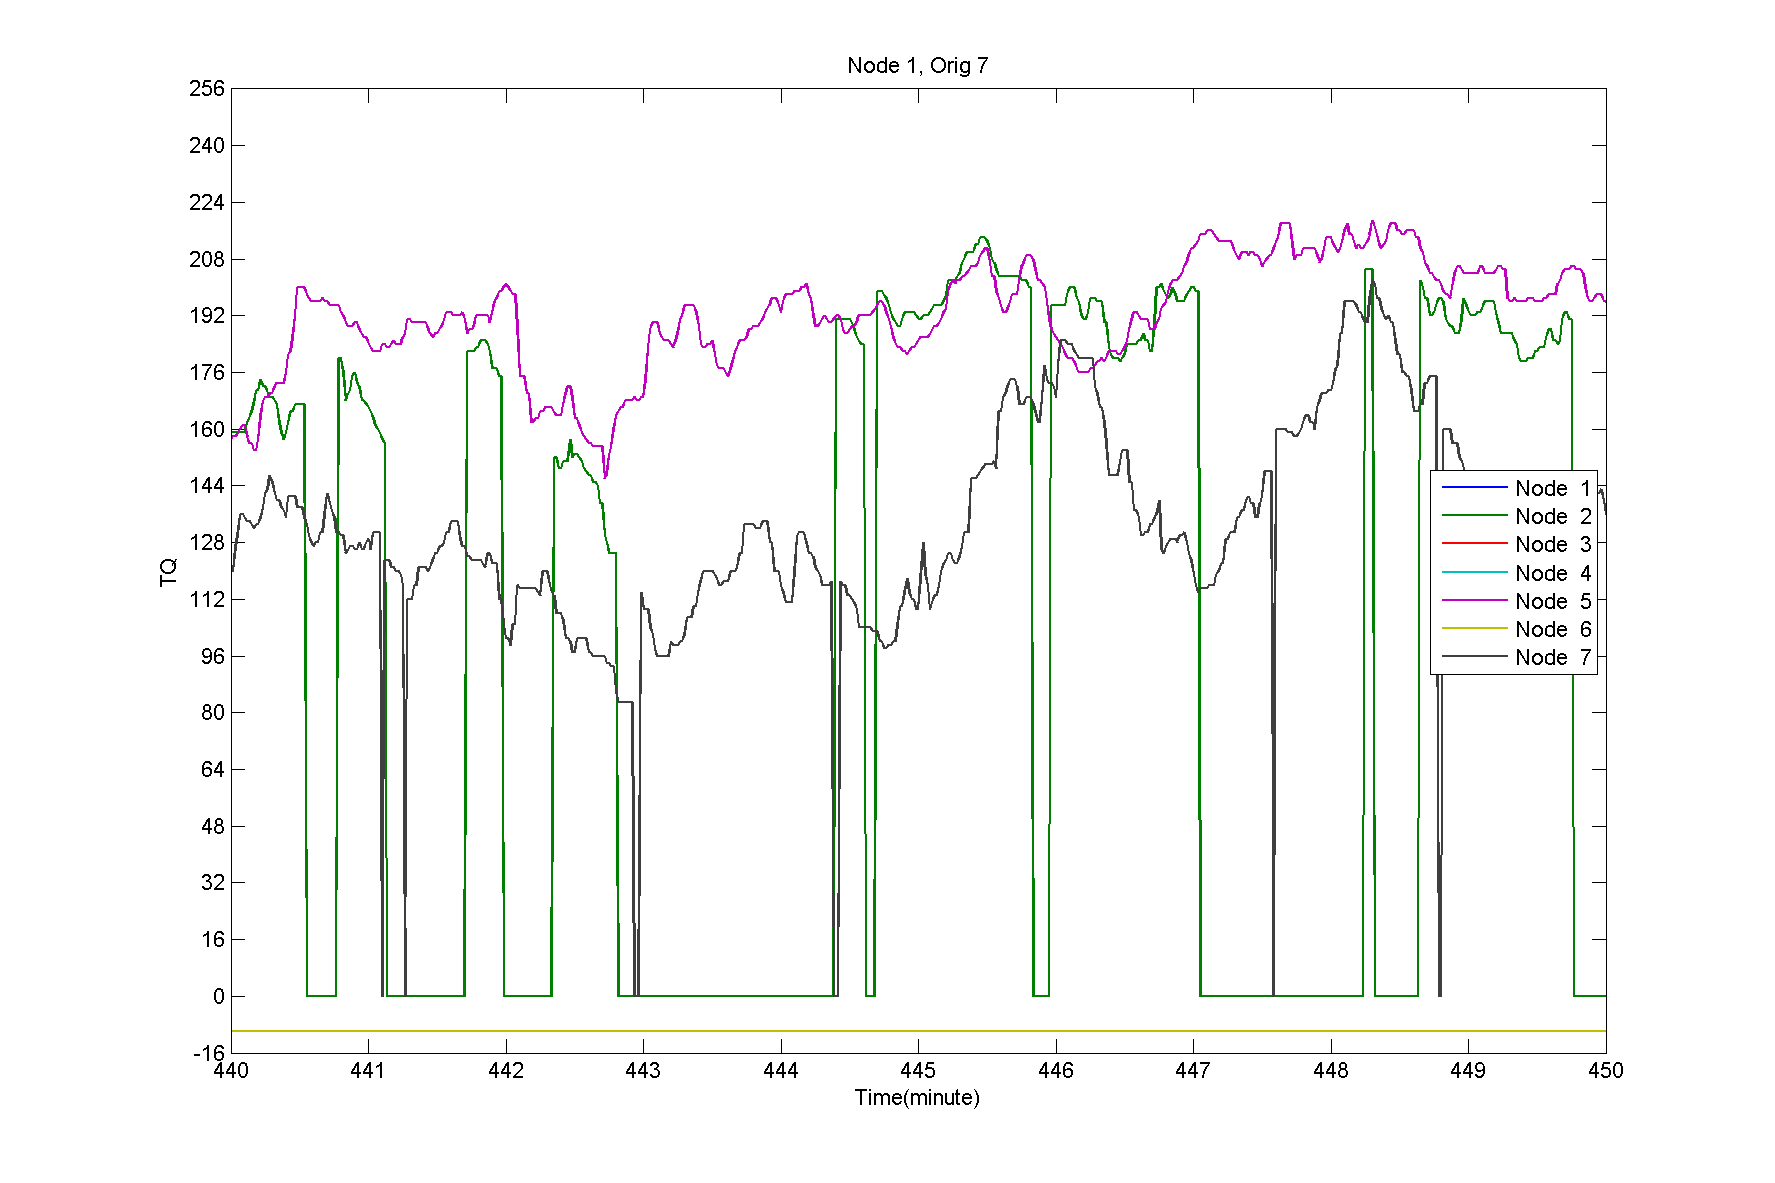 Node 1, Orig 7
256
240
224
208
192
176
160
144
128
112
96
80
64
48
32
16
0
-16
TQ
440 441 442 443 444 445 446 447 448 449 450
Time(minute)
Node 1
Node 2
Node 3
Node 4
Node 5
Node 6
Node 7